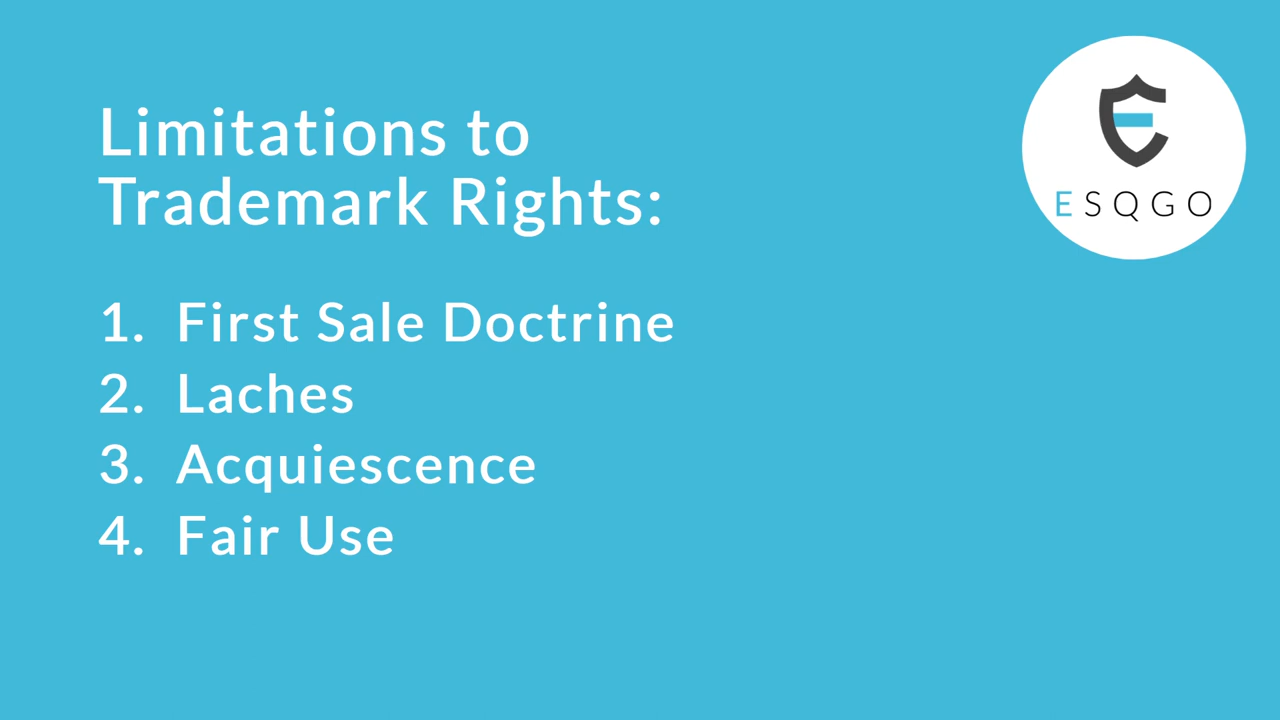 Limitations to
Trademark Rights:
1. First Sale Doctrine
2. Laches
3. Acquiescence
4. Fair Use
ESQGO